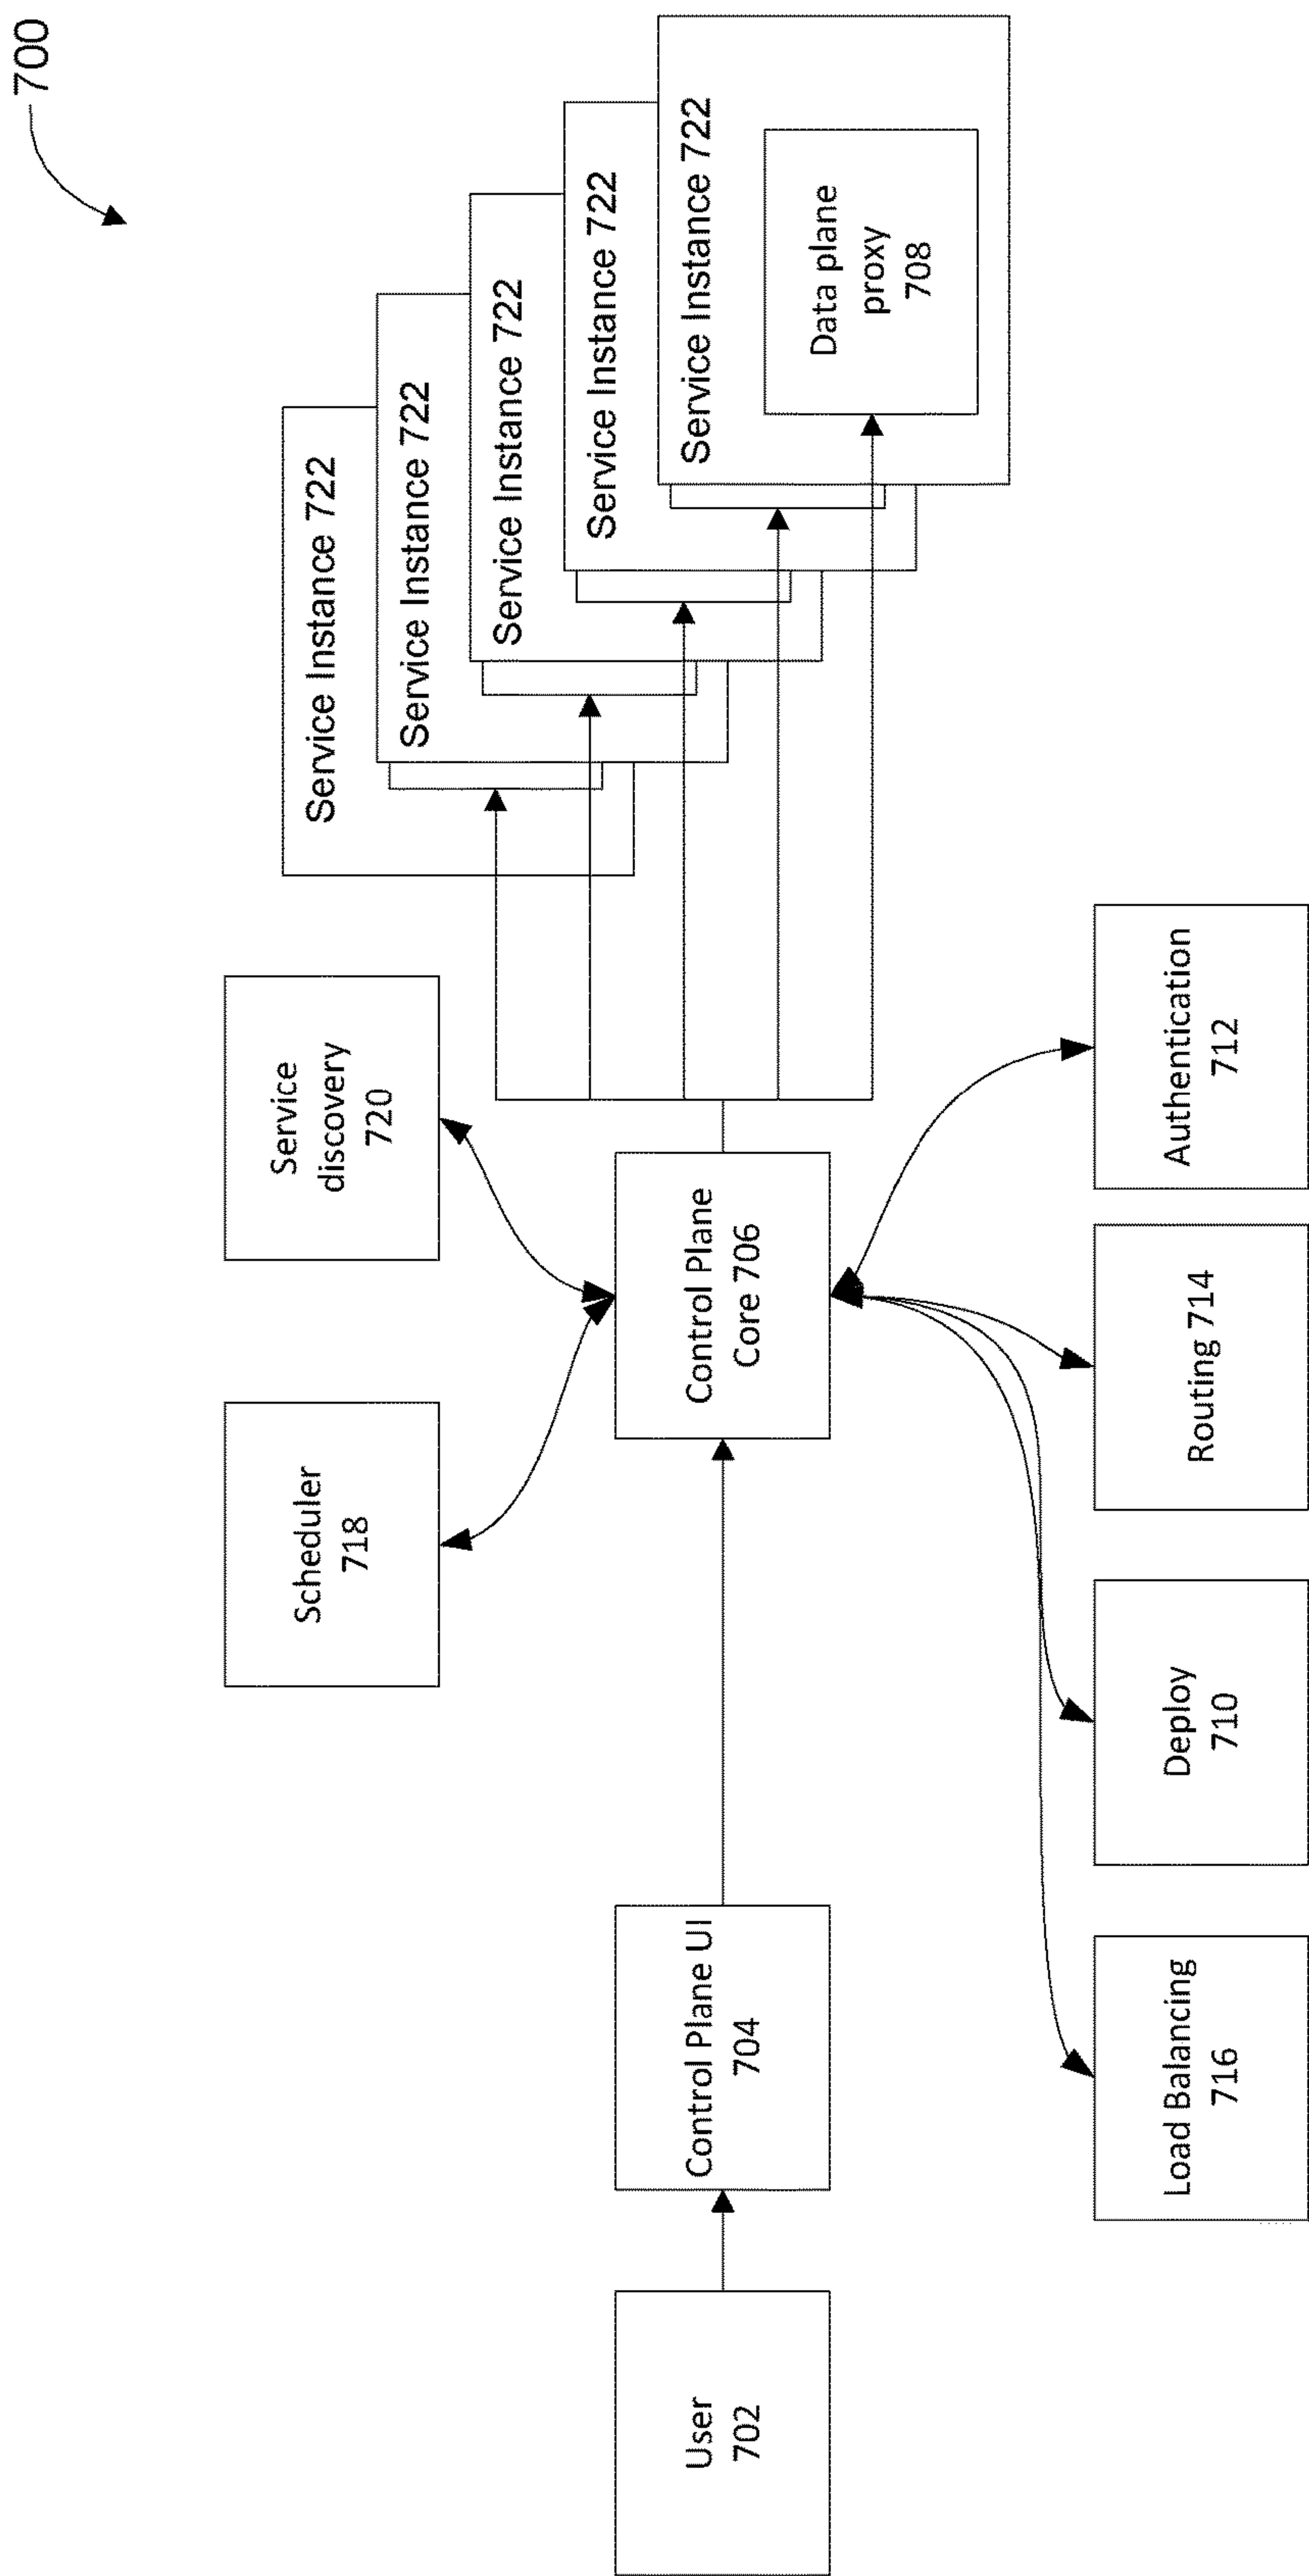 700
Scheduler
718
Service
discovery
720
Service Instance 722
Service Instance 722
Service Instance 722
Service Instance 722
Service Instance 722
Data plane
proxy
708
User
702
Control Plane UI
704
Control Plane
Core 706
Load Balancing
716
Deploy
710
Routing 714
Authentication
712